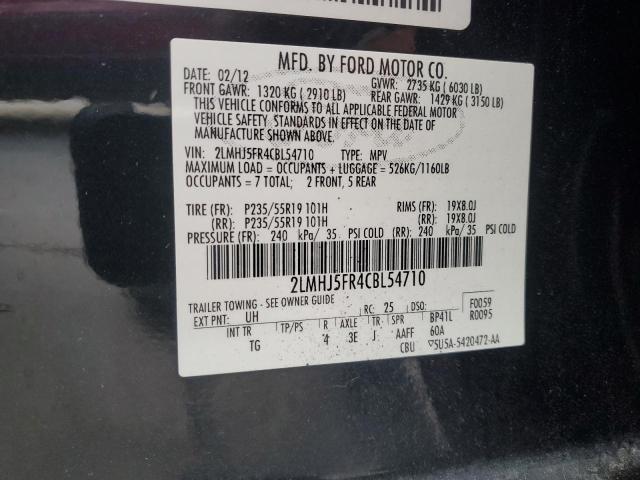 MFD. BY FORD MOTOR CO.
DATE: 02/12 GVWR: 2735 KG ( 6030 LB)
FRONT GAWR: 1320 KG ( 2910 LB) REAR GAWR: 1429 KG ( 3150 LB)
THIS VEHICLE CONFORMS TO ALL APPLICABLE FEDERAL MOTOR
VEHICLE SAFETY STANDARDS IN EFFECT ON THE DATE OF
MANUFACTURE SHOWN ABOVE.
VIN: 2LMHJ5FR4CBL54710 TYPE: MPV
MAXIMUM LOAD = OCCUPANTS + LUGGAGE = 526KG/1160LB
OCCUPANTS = 7 TOTAL; 2 FRONT, 5 REAR
TIRE (FR): P235/55R19 101H RIMS (FR): 19X8.0J
(RR): P235/55R19 101H (RR): 19X8.0J
PRESSURE (FR): 240 kPa/ 35 PSI COLD (RR): 240 kPa/ 35 PSI COLD
2LMHJ5FR4CBL54710
TRAILER TOWING - SEE OWNER GUIDE
EXT PNT: UH RC: 25 DSO: F0059
INT TR TP/PS R AXLE TR SPR BP41L R0095
TG 4 3E J AAFF 60A
CBU 5U5A-5420472-AA